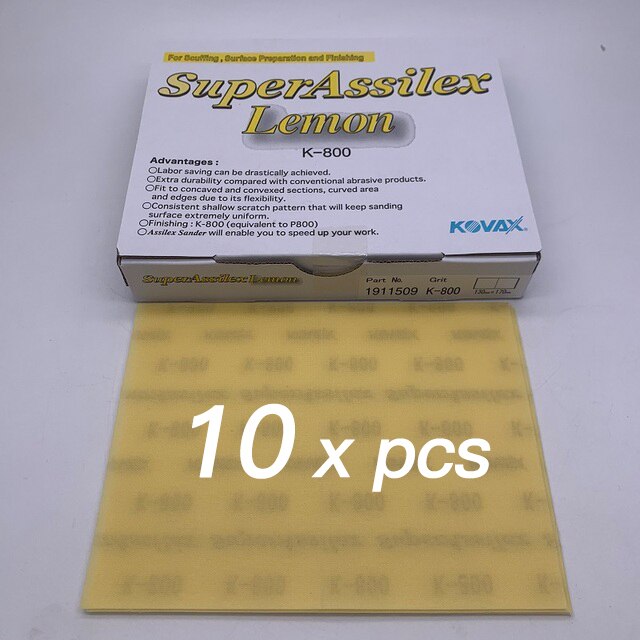 For Scuffing , Surface Preparation and Finishing
SuperAssilex
Lemon
K-800
Advantages :
○Labor saving can be drastically achieved.
○Extra durability compared with conventional abrasive products.
○Fit to concaved and convexed sections, curved area
and edges due to its flexibility.
○Consistent shallow scratch pattern that will keep sanding
surface extremely uniform.
○Finishing : K-800 (equivalent to P800)
○Assilex Sander will enable you to speed up your work.
KOVAX
SuperAssilex Lemon
Part No. Grit
1911509 K-800
130mm×170mm
10 x pcs